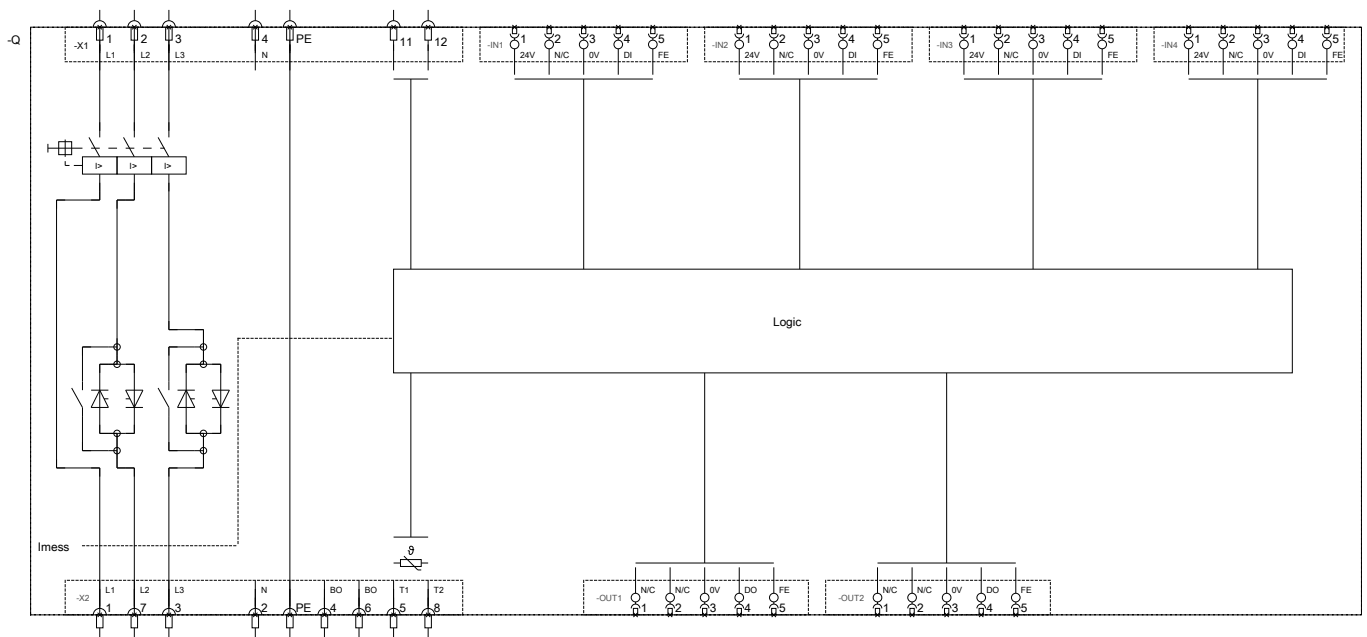 -Q
-X1 1 2 3 4 PE 11 12 -IN1 1 2 3 4 5 -IN2 1 2 3 4 5 -IN3 1 2 3 4 5 -IN4 1 2 3 4 5
L1 L2 L3 N 24V N/C 0V DI FE 24V N/C 0V DI FE 24V N/C 0V DI FE 24V N/C 0V DI FE
I> I> I>
Logic
Imess
ϑ
-X2 L1 L2 L3 N BO BO T1 T2 -OUT1 N/C N/C 0V DO FE -OUT2 N/C N/C 0V DO FE
1 7 3 2 PE 4 6 5 8 1 2 3 4 5 1 2 3 4 5